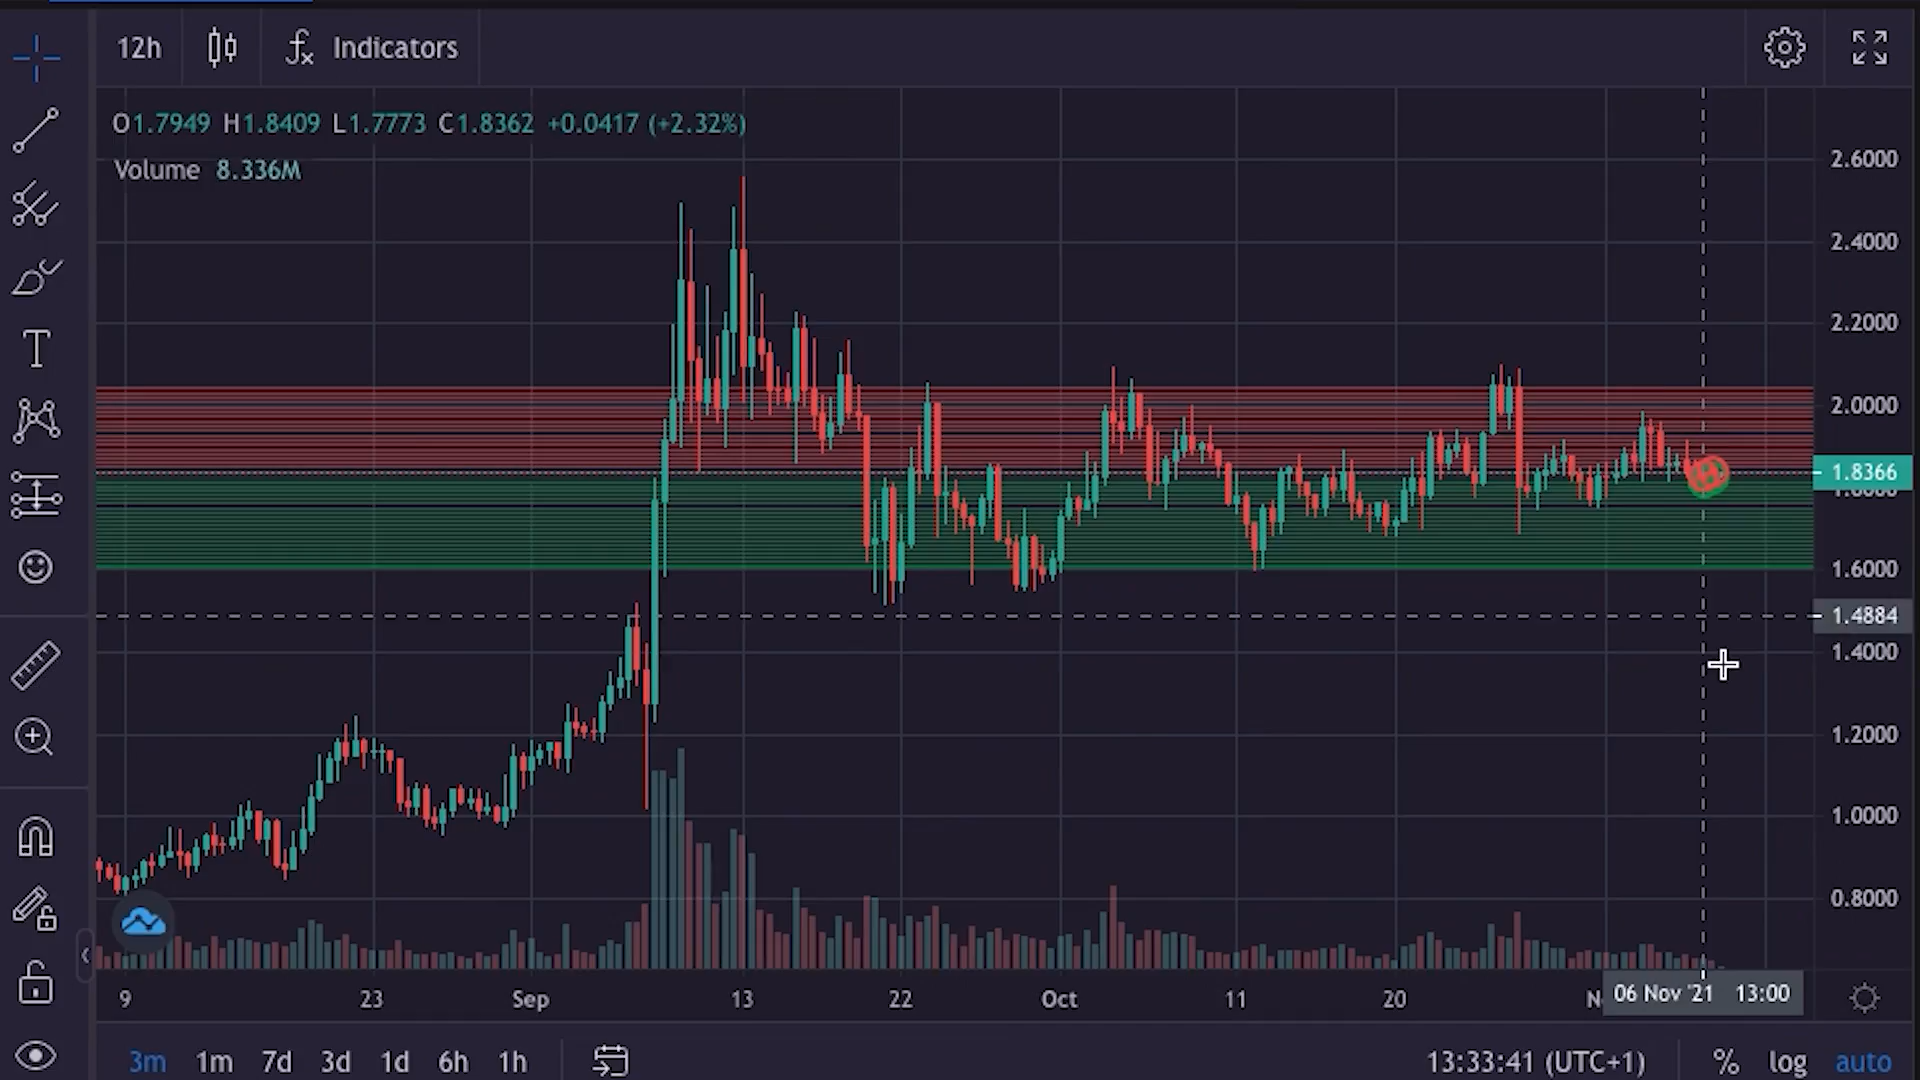 12h Indicators
O1.7949 H1.8409 L1.7773 C1.8362 +0.0417 (+2.32%)
Volume 8.336M
2.6000
2.4000
2.2000
2.0000
1.8366
1.8000
1.6000
1.4884
1.4000
1.2000
1.0000
0.8000
9 23 Sep 13 22 Oct 11 20 N 06 Nov '21 13:00
3m 1m 7d 3d 1d 6h 1h 13:33:41 (UTC+1) % log auto